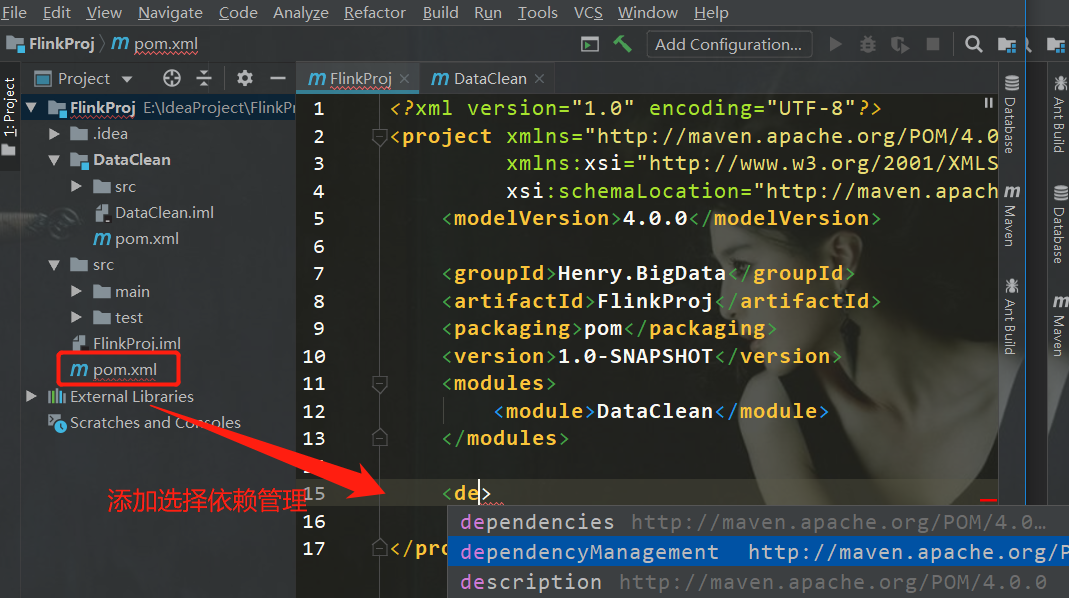 File Edit View Navigate Code Analyze Refactor Build Run Tools VCS Window Help
FlinkProj pom.xml Add Configuration...
1: Project
Project
FlinkProj E:\IdeaProject\FlinkPr
.idea
DataClean
src
DataClean.iml
pom.xml
src
main
test
FlinkProj.iml
pom.xml
External Libraries
Scratches and Consoles
添加选择依赖管理
FlinkProj DataClean
1 <?xml version="1.0" encoding="UTF-8"?>
2 <project xmlns="http://maven.apache.org/POM/4.0
3 xmlns:xsi="http://www.w3.org/2001/XMLS
4 xsi:schemaLocation="http://maven.apach
5 <modelVersion>4.0.0</modelVersion>
6
7 <groupId>Henry.BigData</groupId>
8 <artifactId>FlinkProj</artifactId>
9 <packaging>pom</packaging>
10 <version>1.0-SNAPSHOT</version>
11 <modules>
12 <module>DataClean</module>
13 </modules>
15 <de>
16
17 </pro
dependencies http://maven.apache.org/POM/4.0…
dependencyManagement http://maven.apache.org/P
description http://maven.apache.org/POM/4.0.0
Database
Maven
Ant Build
Ant Build
Database
Maven